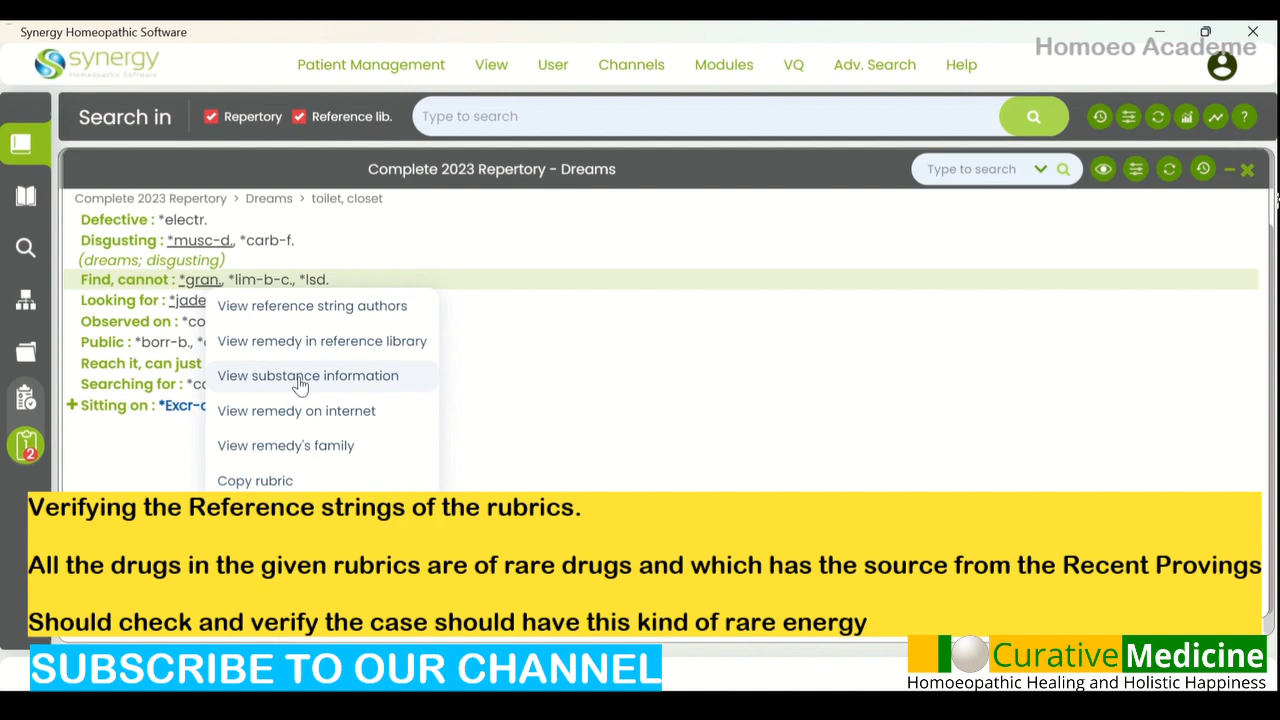 Synergy Homeopathic Software
Homoeo Academe
synergy
Homeopathic Software
Patient Management View User Channels Modules VQ Adv. Search Help
Search in Repertory Reference lib. Type to search ?
Complete 2023 Repertory - Dreams Type to search
Complete 2023 Repertory > Dreams > toilet, closet
Defective : *electr.
Disgusting : *musc-d., *carb-f.
(dreams; disgusting)
Find, cannot : *gran., *lim-b-c., *lsd.
Looking for : *jade
Observed on : *co
Public : *borr-b., *
Reach it, can just
Searching for : *co
+ Sitting on : *Excr-c
View reference string authors
View remedy in reference library
View substance information
View remedy on internet
View remedy's family
Copy rubric
1
2
Verifying the Reference strings of the rubrics.
All the drugs in the given rubrics are of rare drugs and which has the source from the Recent Provings
Should check and verify the case should have this kind of rare energy
SUBSCRIBE TO OUR CHANNEL
Curative Medicine
Homoeopathic Healing and Holistic Happiness